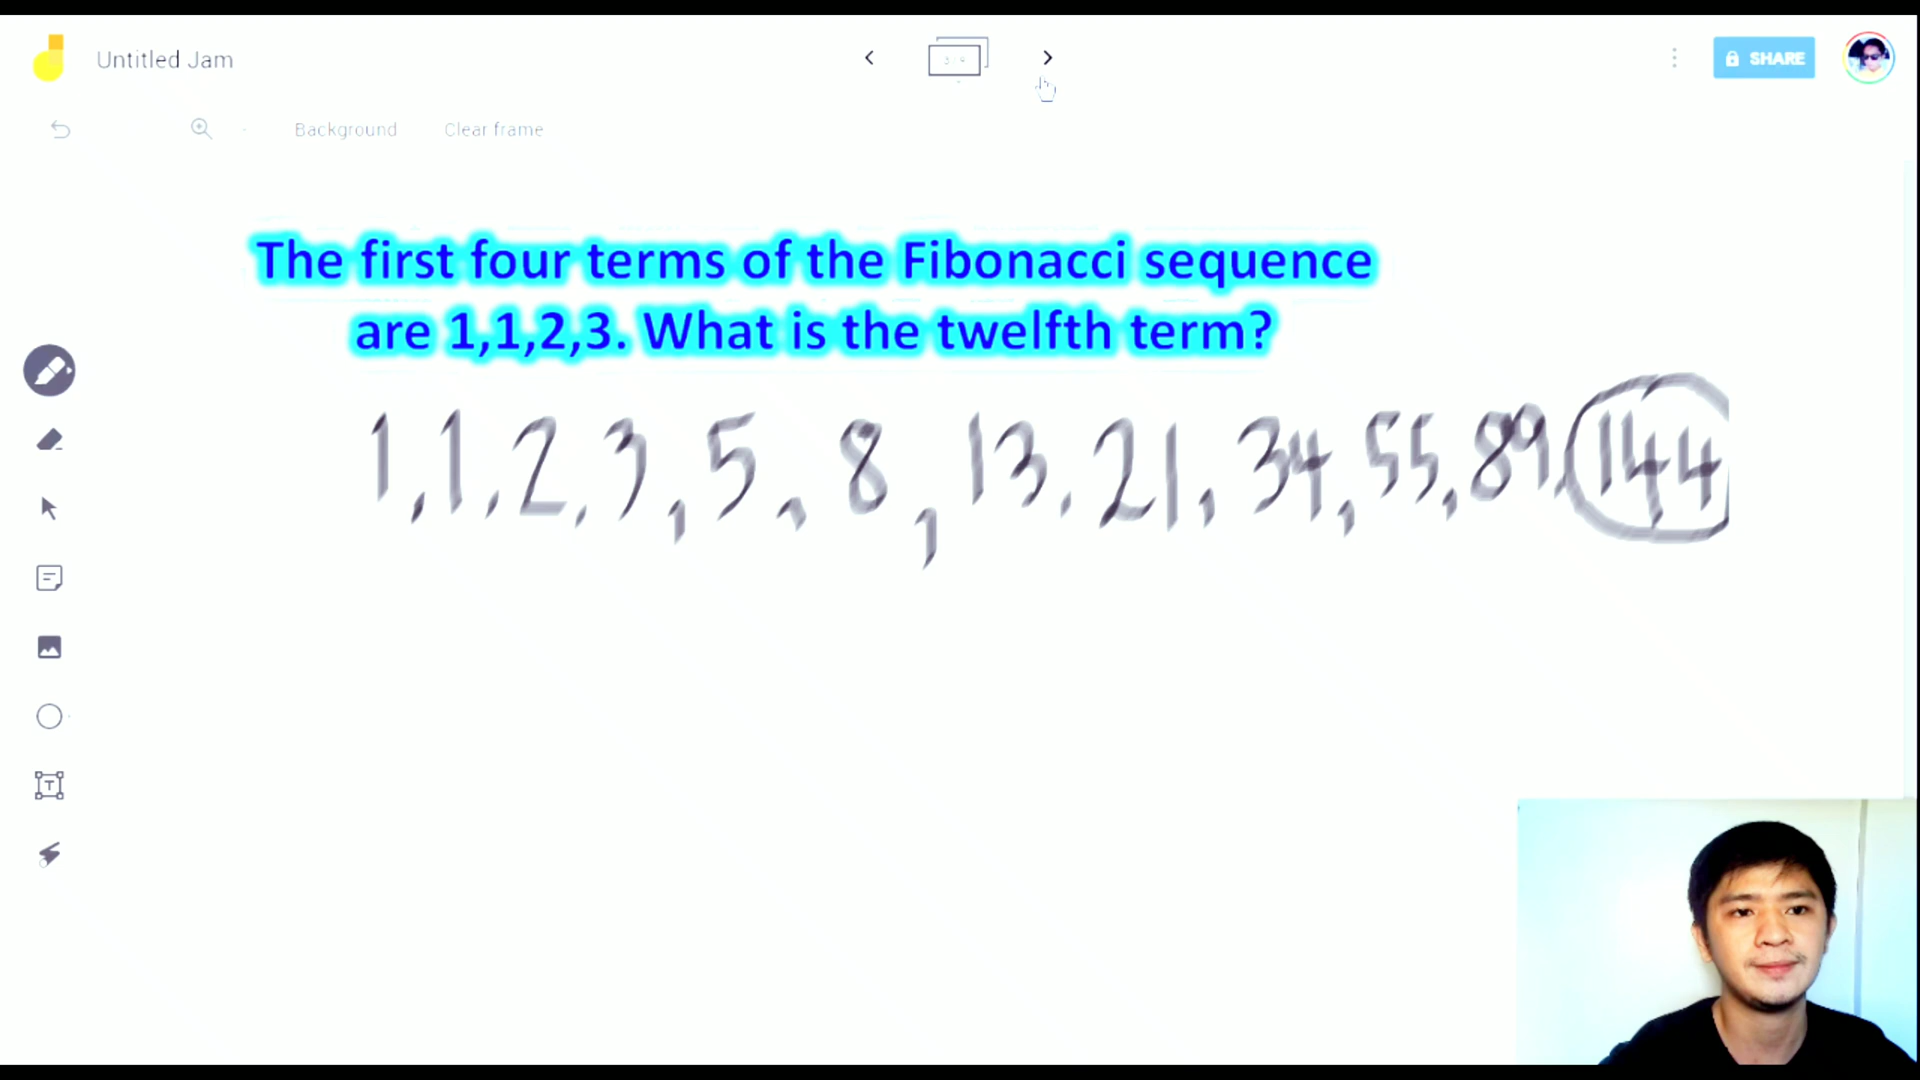 Untitled Jam
SHARE
Background
Clear frame
The first four terms of the Fibonacci sequence
are 1,1,2,3. What is the twelfth term?
1,1,2,3,5,8,13,21,34,55,89,144